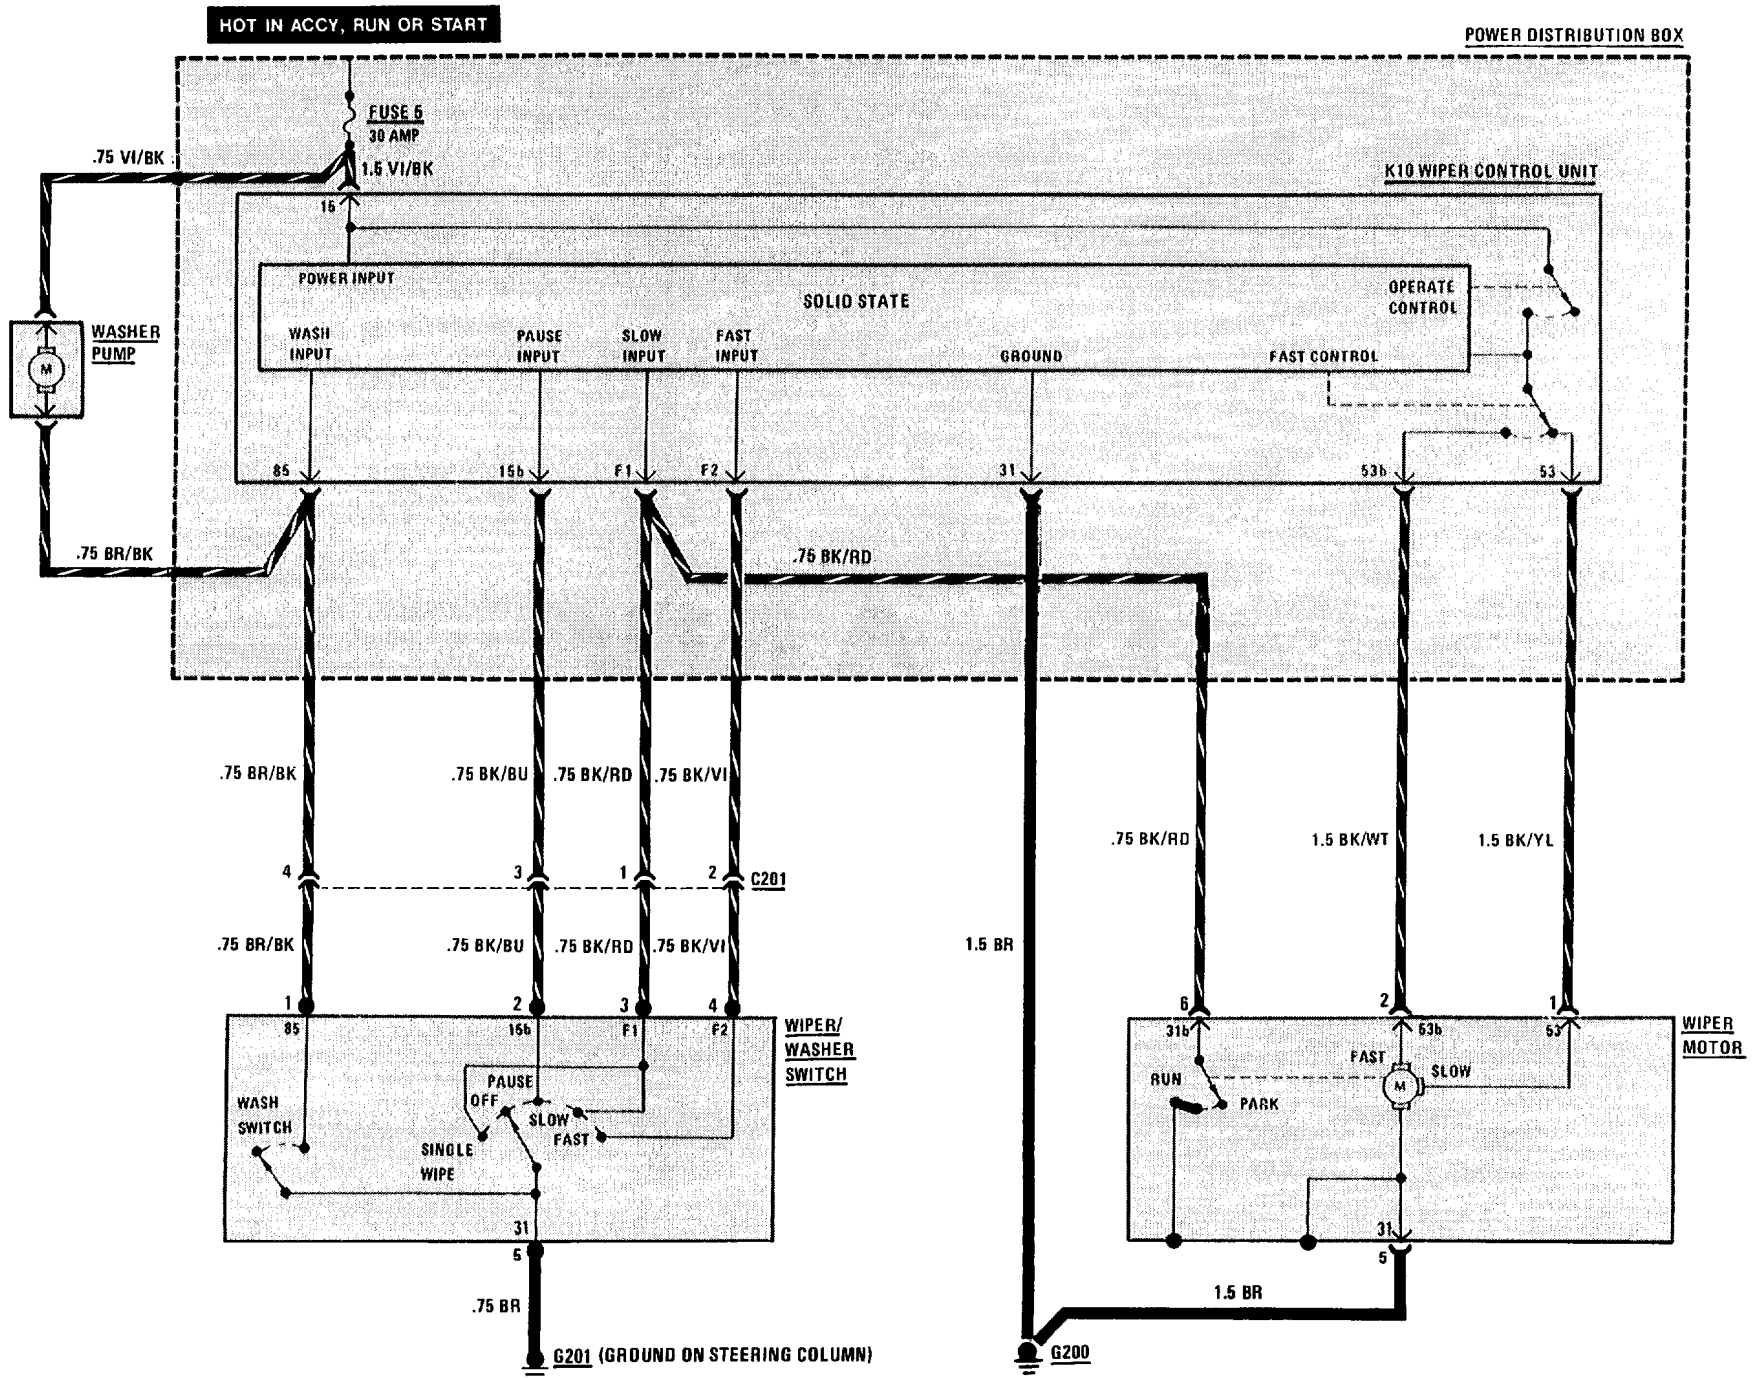 HOT IN ACCY, RUN OR START
POWER DISTRIBUTION BOX
FUSE 5
30 AMP
.75 VI/BK
1.5 VI/BK
K10 WIPER CONTROL UNIT
15
POWER INPUT
SOLID STATE
OPERATE
CONTROL
WASHER
PUMP
M
WASH
INPUT
PAUSE
INPUT
SLOW
INPUT
FAST
INPUT
GROUND
FAST CONTROL
85
15b
F1
F2
31
53b
53
.75 BR/BK
.75 BK/RD
.75 BR/BK
.75 BK/BU
.75 BK/RD
.75 BK/VI
.75 BK/RD
1.5 BK/WT
1.5 BK/YL
4
3
1
2
C201
.75 BR/BK
.75 BK/BU
.75 BK/RD
.75 BK/VI
1.5 BR
1
2
3
4
6
2
1
85
15b
F1
F2
WIPER/
WASHER
SWITCH
31b
53b
53
WIPER
MOTOR
FAST
SLOW
M
RUN
PARK
PAUSE
OFF
SLOW
FAST
WASH
SWITCH
SINGLE
WIPE
31
5
31
5
.75 BR
1.5 BR
G201 (GROUND ON STEERING COLUMN)
G200